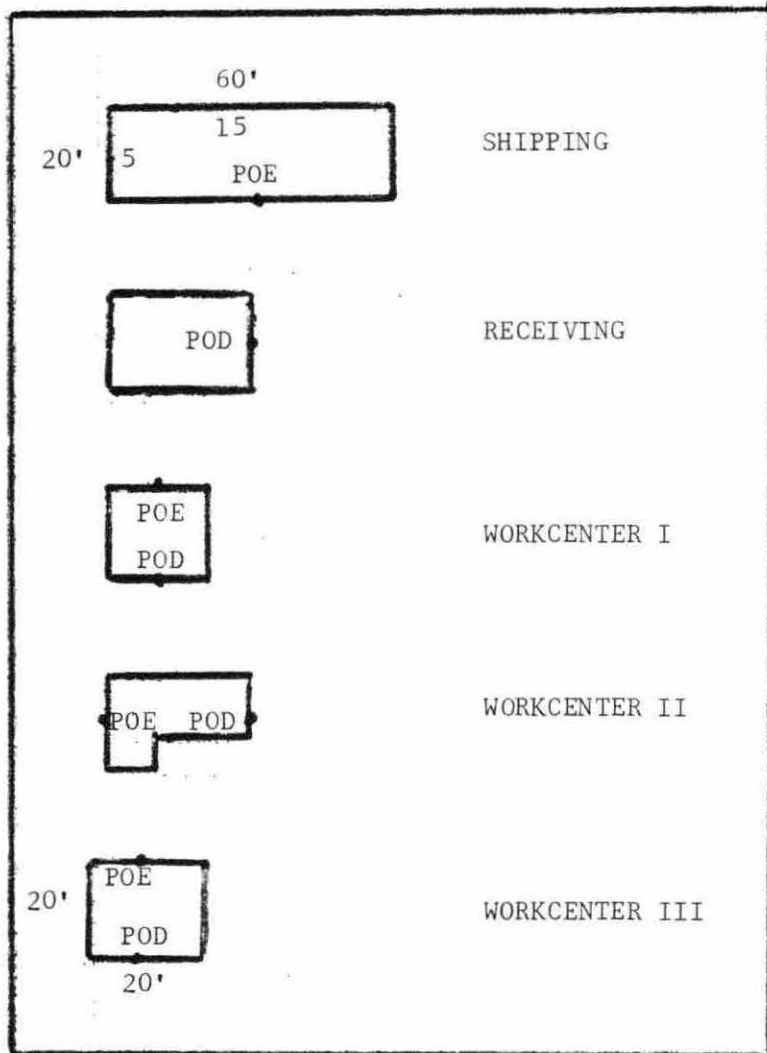 60'
15
SHIPPING
20'
5
POE
POD
RECEIVING
POE
POD
WORKCENTER I
POE POD
WORKCENTER II
POE
20'
POD
WORKCENTER III
20'